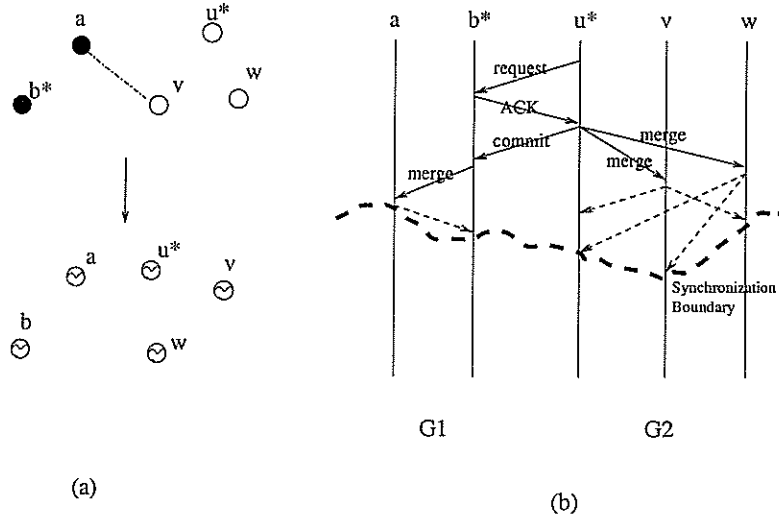 a
u*
b*
v
w
a
u*
v
b
w
(a)
a b* u* v w
request
ACK
commit
merge
merge
merge
Synchronization
Boundary
G1 G2
(b)